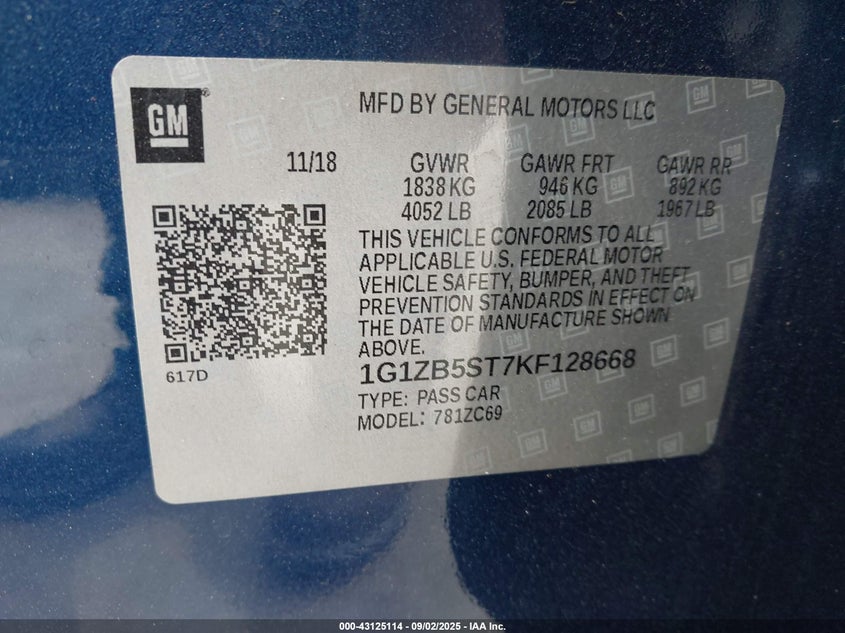 GM ®
MFD BY GENERAL MOTORS LLC
11/18 GVWR GAWR FRT GAWR RR
1838 KG 946 KG 892 KG
4052 LB 2085 LB 1967 LB
THIS VEHICLE CONFORMS TO ALL
APPLICABLE U.S. FEDERAL MOTOR
VEHICLE SAFETY, BUMPER, AND THEFT
PREVENTION STANDARDS IN EFFECT ON
THE DATE OF MANUFACTURE SHOWN
ABOVE.
617D
1G1ZB5ST7KF128668
TYPE: PASS CAR
MODEL: 781ZC69
000-43125114 - 09/02/2025 - IAA Inc.